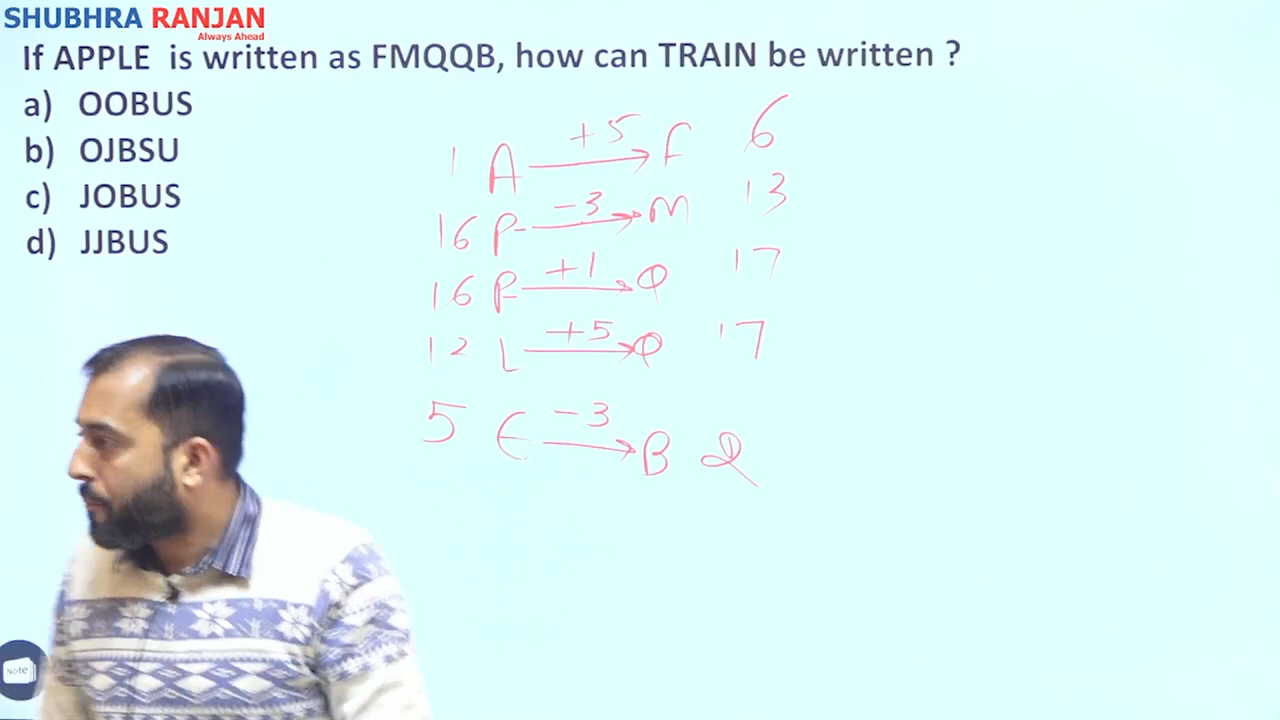 SHUBHRA RANJAN
Always Ahead
If APPLE is written as FMQQB, how can TRAIN be written ?
a) OOBUS
b) OJBSU
c) JOBUS
d) JJBUS
1 A +5 F 6
16 P -3 M 13
16 P +1 Q 17
12 L +5 Q 17
5 E -3 B 2
Note